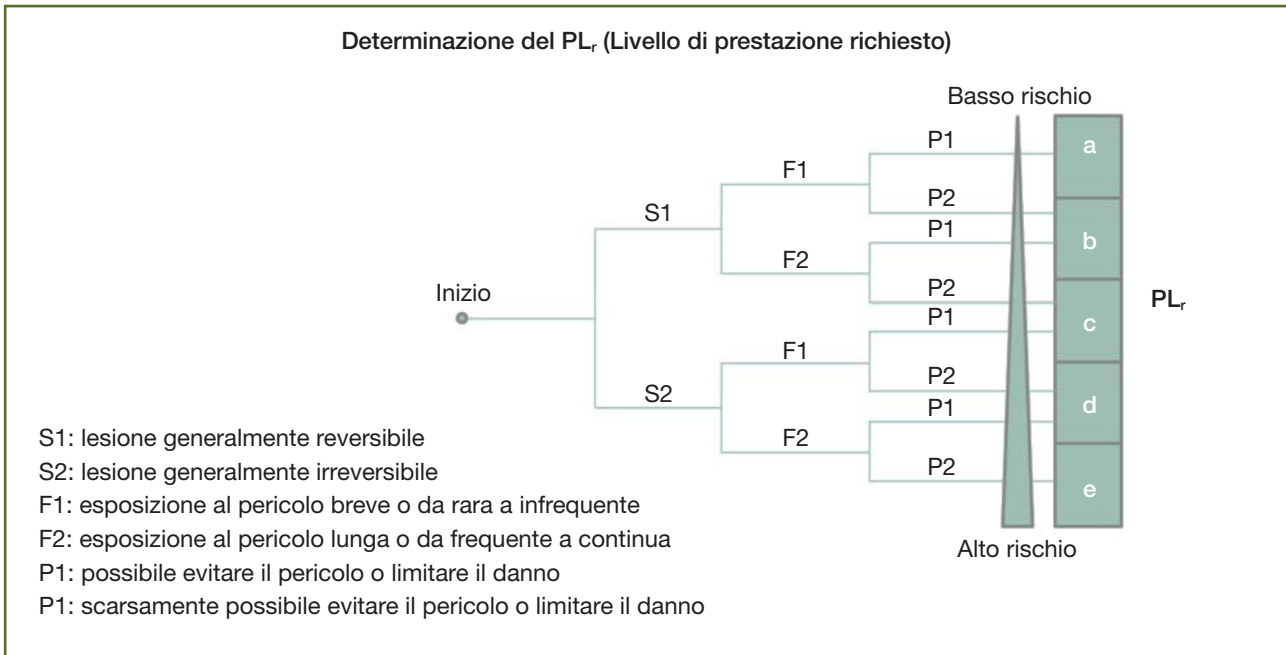 Determinazione del PLr (Livello di prestazione richiesto)
Basso rischio
P1
a
F1
P2
S1
P1
b
F2
P2
Inizio
PLr
P1
c
F1
P2
S2
P1
d
F2
P2
e
Alto rischio
S1: lesione generalmente reversibile
S2: lesione generalmente irreversibile
F1: esposizione al pericolo breve o da rara a infrequente
F2: esposizione al pericolo lunga o da frequente a continua
P1: possibile evitare il pericolo o limitare il danno
P1: scarsamente possibile evitare il pericolo o limitare il danno